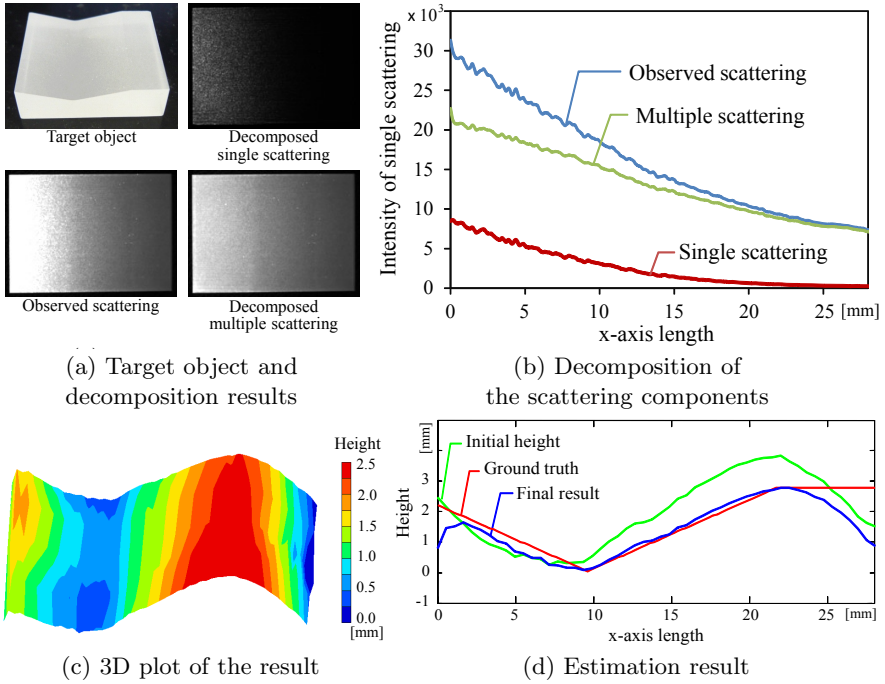 Target object
Decomposed
single scattering
Observed scattering
Decomposed
multiple scattering
(a) Target object and
decomposition results
x 10³
Intensity of single scattering
30
25
20
15
10
5
0
Observed scattering
Multiple scattering
Single scattering
0 5 10 15 20 25 [mm]
x-axis length
(b) Decomposition of
the scattering components
Height
2.5
2.0
1.5
1.0
0.5
0.0
[mm]
(c) 3D plot of the result
[mm]
Height
3
2
1
0
-1
Initial height
Ground truth
Final result
0 5 10 15 20 25 [mm]
x-axis length
(d) Estimation result